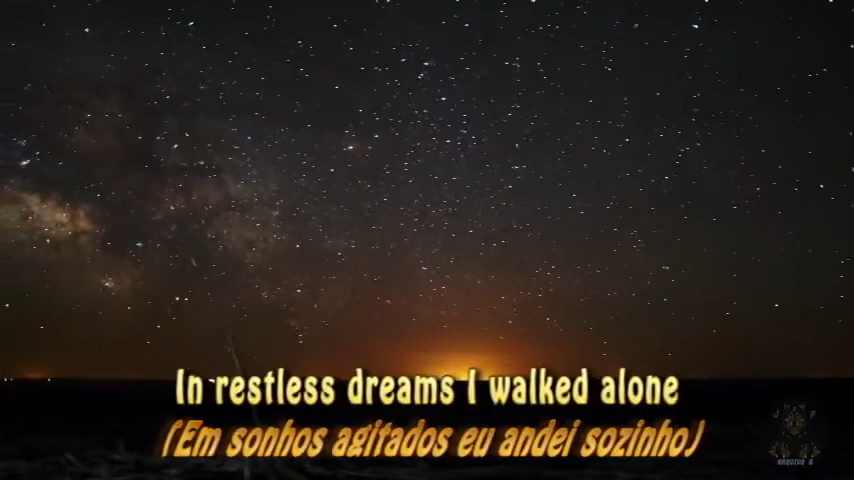 In restless dreams I walked alone
(Em sonhos agitados eu andei sozinho)